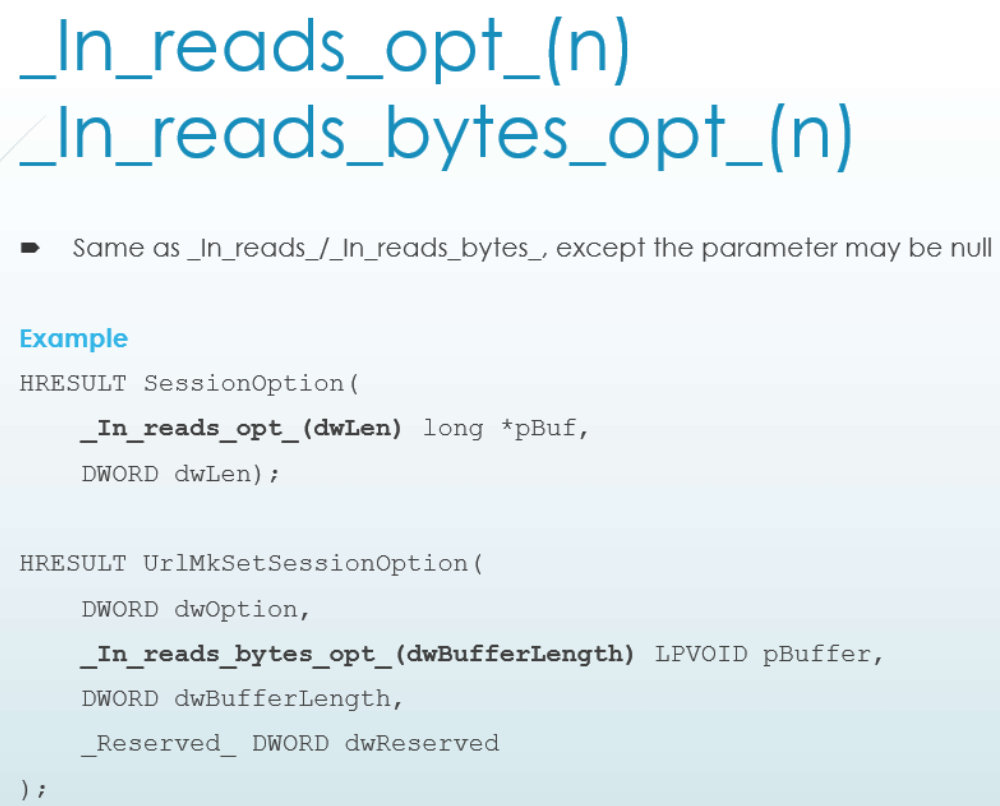 _In_reads_opt_(n)
_In_reads_bytes_opt_(n)
Same as _In_reads_/_In_reads_bytes_, except the parameter may be null
Example
HRESULT SessionOption(
    _In_reads_opt_(dwLen) long *pBuf,
    DWORD dwLen);
HRESULT UrlMkSetSessionOption(
    DWORD dwOption,
    _In_reads_bytes_opt_(dwBufferLength) LPVOID pBuffer,
    DWORD dwBufferLength,
    _Reserved_ DWORD dwReserved
);